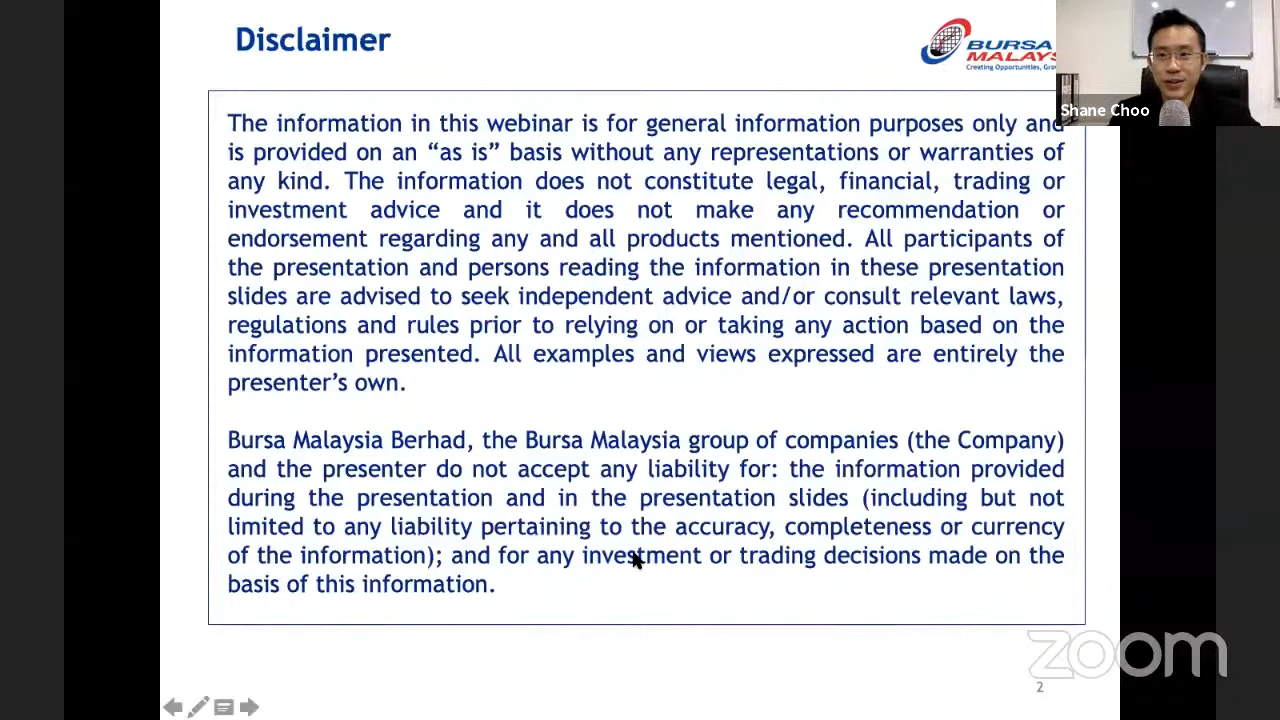 Disclaimer
BURSA
MALAYS
Creating Opportunities, Gro
Shane Choo
The information in this webinar is for general information purposes only and
is provided on an “as is” basis without any representations or warranties of
any kind. The information does not constitute legal, financial, trading or
investment advice and it does not make any recommendation or
endorsement regarding any and all products mentioned. All participants of
the presentation and persons reading the information in these presentation
slides are advised to seek independent advice and/or consult relevant laws,
regulations and rules prior to relying on or taking any action based on the
information presented. All examples and views expressed are entirely the
presenter’s own.
Bursa Malaysia Berhad, the Bursa Malaysia group of companies (the Company)
and the presenter do not accept any liability for: the information provided
during the presentation and in the presentation slides (including but not
limited to any liability pertaining to the accuracy, completeness or currency
of the information); and for any investment or trading decisions made on the
basis of this information.
zoom
2